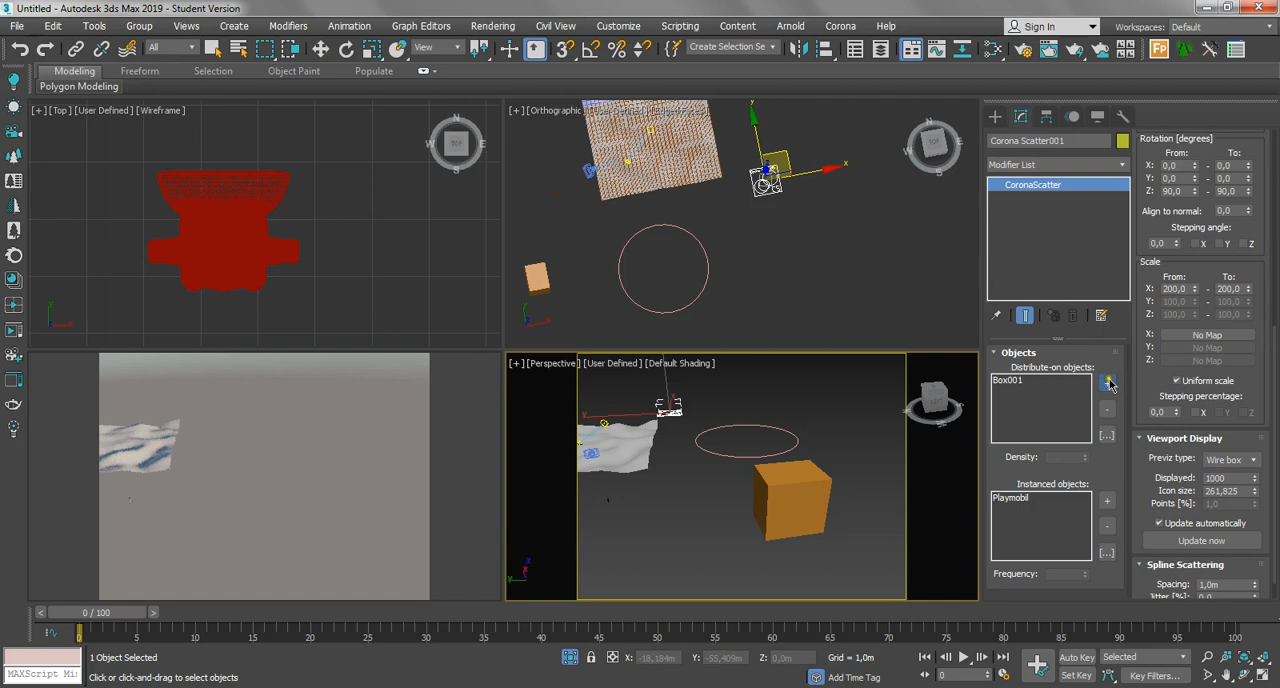 Untitled - Autodesk 3ds Max 2019 - Student Version
File Edit Tools Group Views Create Modifiers Animation Graph Editors Rendering Civil View Customize Scripting Content Arnold Corona Help Sign In Workspaces: Default
All View Create Selection Se
Modeling Freeform Selection Object Paint Populate
Polygon Modeling
[+] [Top] [User Defined] [Wireframe]
[+] [Orthographic]
Corona Scatter001
Modifier List
CoronaScatter
Rotation [degrees]
From: To:
X: 0,0 - 0,0
Y: 0,0 - 0,0
Z: 90,0 - 90,0
Align to normal: 0,0
Stepping angle:
0,0 X Y Z
Scale
From: To:
X: 200,0 - 200,0
Y: 100,0 - 100,0
Z: 100,0 - 100,0
X: No Map
Y: No Map
Z: No Map
Uniform scale
Stepping percentage:
0,0 X Y Z
Viewport Display
Previz type: Wire box
Displayed: 1000
Icon size: 261,825
Points [%]: 1,0
Update automatically
Update now
Spline Scattering
Spacing: 1,0m
Jitter [%] 0,0
Objects
Distribute-on objects:
Box001
[...]
Density:
Instanced objects:
Playmobil
+
-
[...]
Frequency:
[+] [Perspective] [User Defined] [Default Shading]
< 0 / 100 >
0 5 10 15 20 25 30 35 40 45 50 55 60 65 70 75 80 85 90 95 100
MAXScript Mi
1 Object Selected
Click or click-and-drag to select objects
X: -18,184m Y: -55,409m Z: 0,0m Grid = 1,0m
Add Time Tag
0
Auto Key Selected
Set Key Key Filters...